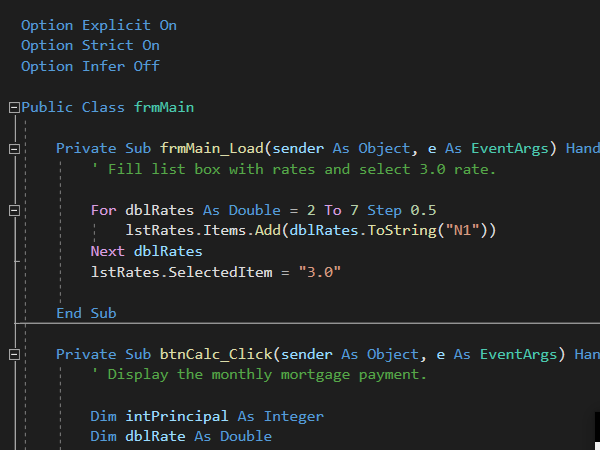 Option Explicit On
Option Strict On
Option Infer Off
Public Class frmMain
Private Sub frmMain_Load(sender As Object, e As EventArgs) Hand
' Fill list box with rates and select 3.0 rate.
For dblRates As Double = 2 To 7 Step 0.5
lstRates.Items.Add(dblRates.ToString("N1"))
Next dblRates
lstRates.SelectedItem = "3.0"
End Sub
Private Sub btnCalc_Click(sender As Object, e As EventArgs) Han
' Display the monthly mortgage payment.
Dim intPrincipal As Integer
Dim dblRate As Double